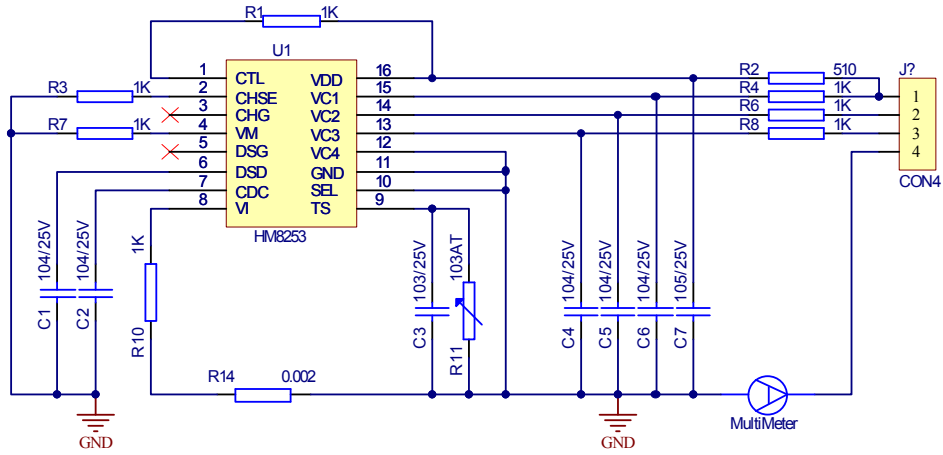 R1 1K
U1
1 CTL VDD 16
2 CHSE VC1 15
3 CHG VC2 14
4 VM VC3 13
5 DSG VC4 12
6 DSD GND 11
7 CDC SEL 10
8 VI TS 9
HM8253
R3 1K
R7 1K
R2 510
R4 1K
R6 1K
R8 1K
J?
1
2
3
4
CON4
104/25V
C1
104/25V
C2
1K
R10
R14 0.002
103/25V
C3
103AT
R11
104/25V
C4
104/25V
C5
104/25V
C6
105/25V
C7
MultiMeter
GND
GND